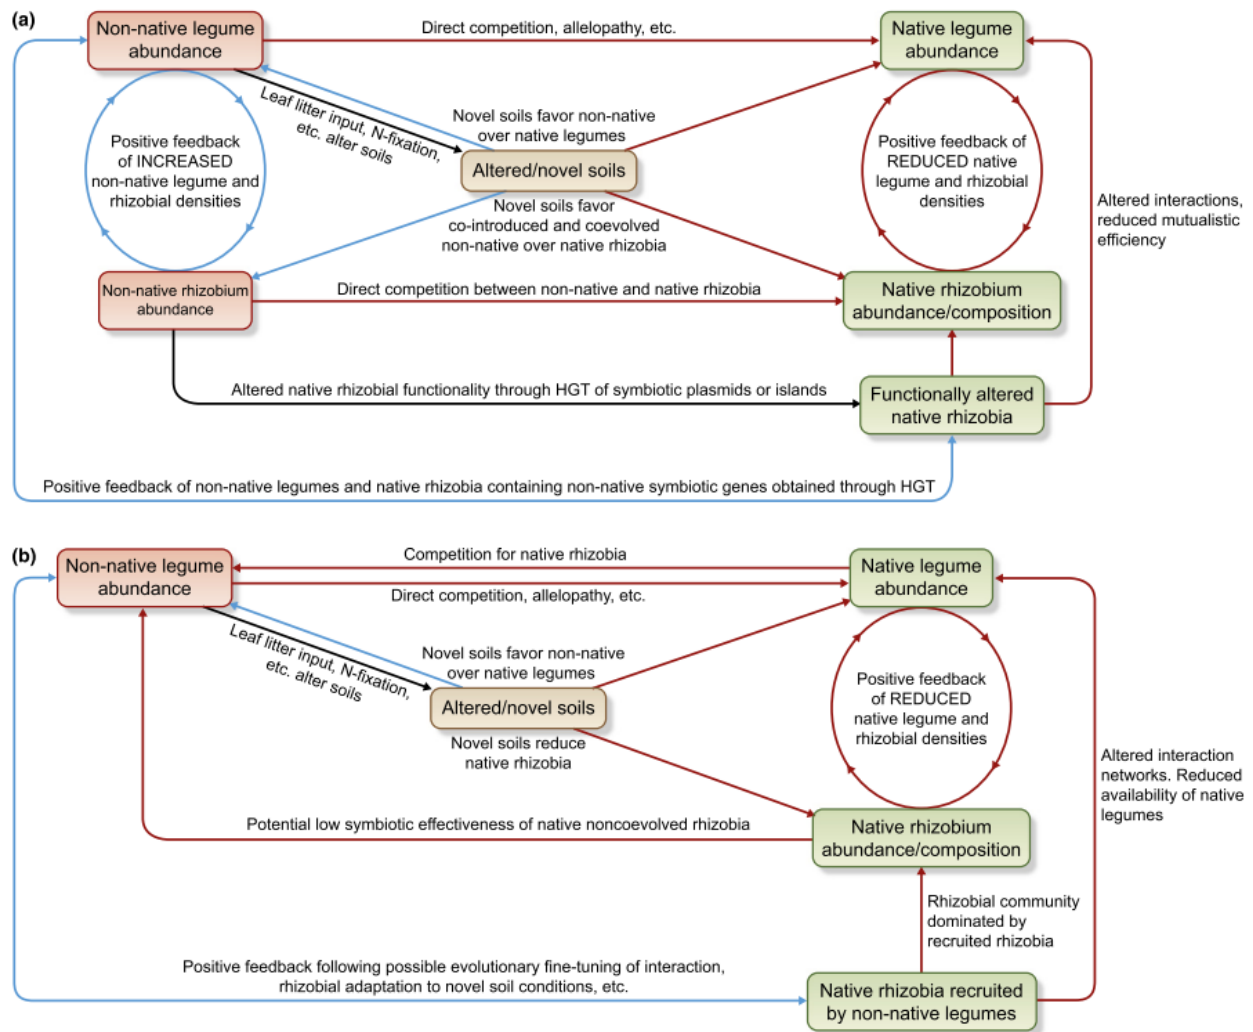 (a)
Non-native legume
abundance
Direct competition, allelopathy, etc.
Native legume
abundance
Leaf litter input, N-fixation,
etc. alter soils
Novel soils favor non-native
over native legumes
Positive feedback
of INCREASED
non-native legume and
rhizobial densities
Altered/novel soils
Positive feedback of
REDUCED native
legume and rhizobial
densities
Altered interactions,
reduced mutualistic
efficiency
Novel soils favor
co-introduced and coevolved
non-native over native rhizobia
Non-native rhizobium
abundance
Direct competition between non-native and native rhizobia
Native rhizobium
abundance/composition
Altered native rhizobial functionality through HGT of symbiotic plasmids or islands
Functionally altered
native rhizobia
Positive feedback of non-native legumes and native rhizobia containing non-native symbiotic genes obtained through HGT
(b)
Non-native legume
abundance
Competition for native rhizobia
Direct competition, allelopathy, etc.
Native legume
abundance
Leaf litter input, N-fixation,
etc. alter soils
Novel soils favor non-native
over native legumes
Altered/novel soils
Positive feedback
of REDUCED
native legume and
rhizobial densities
Novel soils reduce
native rhizobia
Altered interaction
networks. Reduced
availability of native
legumes
Potential low symbiotic effectiveness of native noncoevolved rhizobia
Native rhizobium
abundance/composition
Rhizobial community
dominated by
recruited rhizobia
Positive feedback following possible evolutionary fine-tuning of interaction,
rhizobial adaptation to novel soil conditions, etc.
Native rhizobia recruited
by non-native legumes